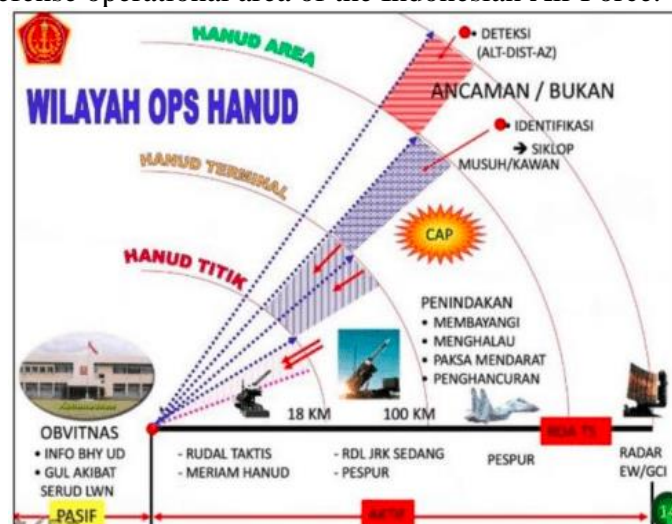 defense operational area of the Indonesian Air Force.
WILAYAH OPS HANUD
HANUD AREA
HANUD TERMINAL
HANUD TITIK
DETEKSI
(ALT-DIST-AZ)
ANCAMAN / BUKAN
IDENTIFIKASI
→ SIKLOP
MUSUH/KAWAN
CAP
PENINDAKAN
• MEMBAYANGI
• MENGHALAU
• PAKSA MENDARAT
• PENGHANCURAN
18 KM
100 KM
OBVITNAS
• INFO BHY UD
• GUL AKIBAT
SERUD LWN
- RUDAL TAKTIS
- MERIAM HANUD
- RDL JRK SEDANG
- PESPUR
PESPUR
RADAR
EW/GCI
PASIF
AKTIF